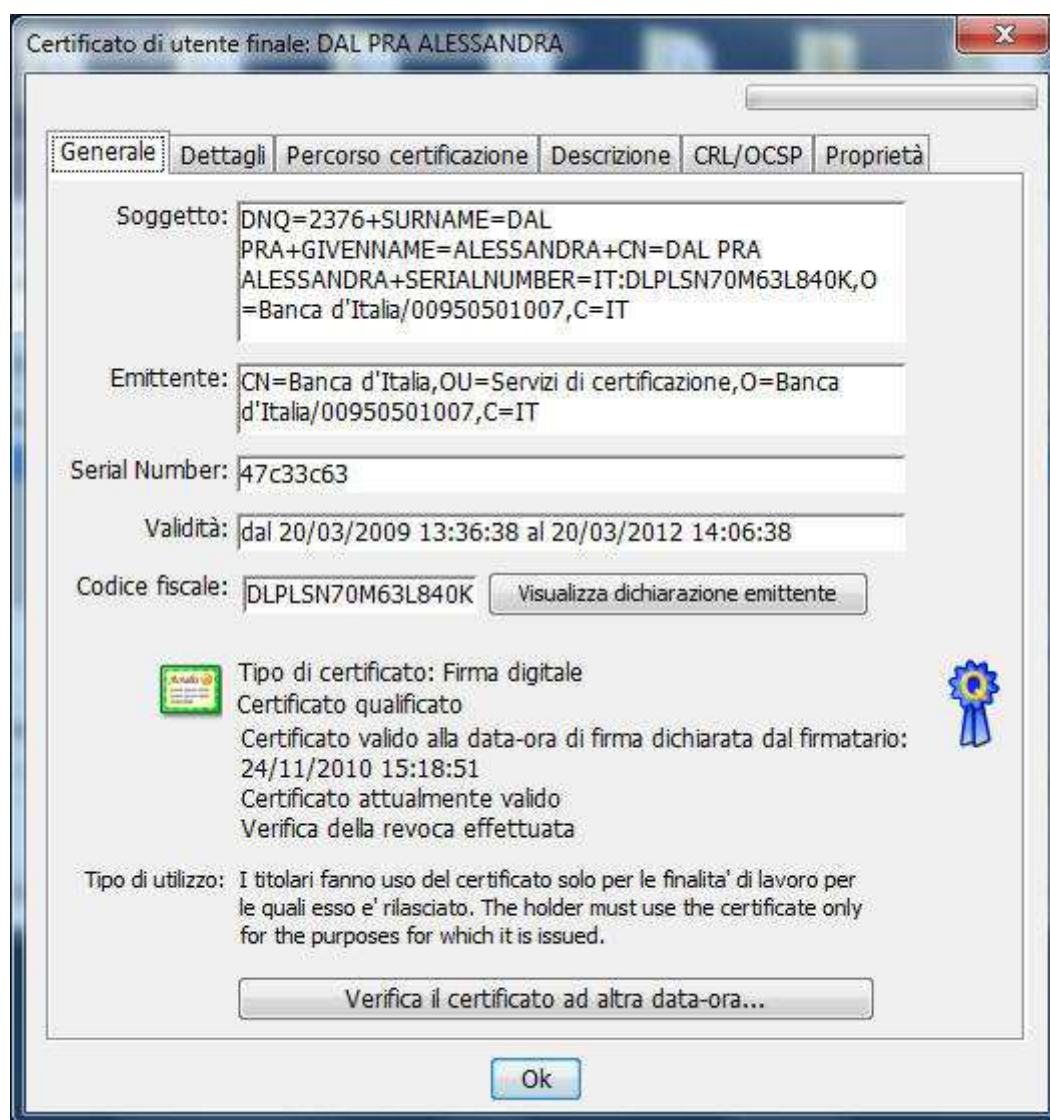 Certificato di utente finale: DAL PRA ALESSANDRA
Generale Dettagli Percorso certificazione Descrizione CRL/OCSP Proprietà
Soggetto: DNQ=2376+SURNAME=DAL
PRA+GIVENNAME=ALESSANDRA+CN=DAL PRA
ALESSANDRA+SERIALNUMBER=IT:DLPLSN70M63L840K,O
=Banca d'Italia/00950501007,C=IT
Emittente: CN=Banca d'Italia,OU=Servizi di certificazione,O=Banca
d'Italia/00950501007,C=IT
Serial Number: 47c33c63
Validità: dal 20/03/2009 13:36:38 al 20/03/2012 14:06:38
Codice fiscale: DLPLSN70M63L840K Visualizza dichiarazione emittente
Tipo di certificato: Firma digitale
Certificato qualificato
Certificato valido alla data-ora di firma dichiarata dal firmatario:
24/11/2010 15:18:51
Certificato attualmente valido
Verifica della revoca effettuata
Tipo di utilizzo: I titolari fanno uso del certificato solo per le finalita' di lavoro per
le quali esso e' rilasciato. The holder must use the certificate only
for the purposes for which it is issued.
Verifica il certificato ad altra data-ora...
Ok